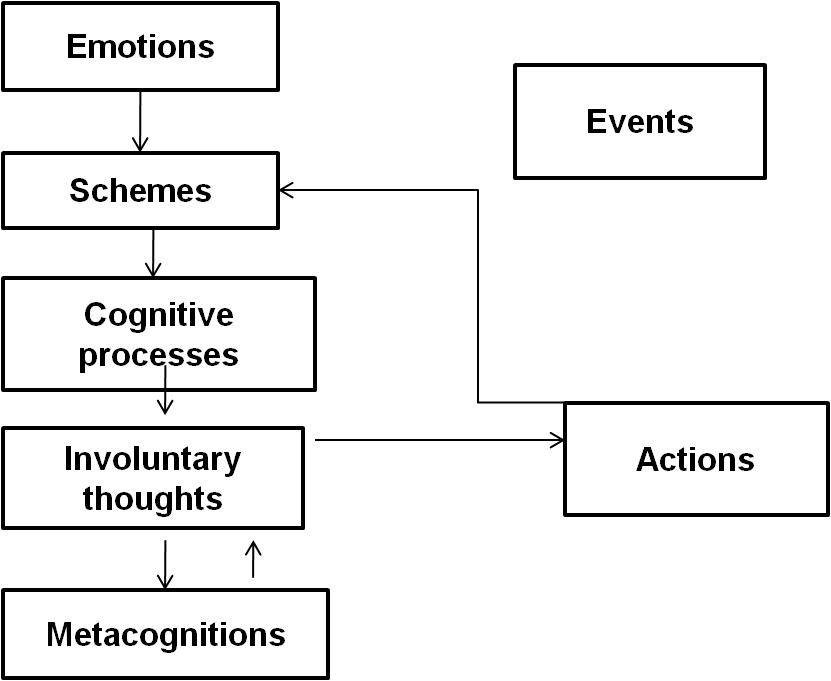 Emotions
Events
Schemes
Cognitive
processes
Involuntary
thoughts
Actions
Metacognitions